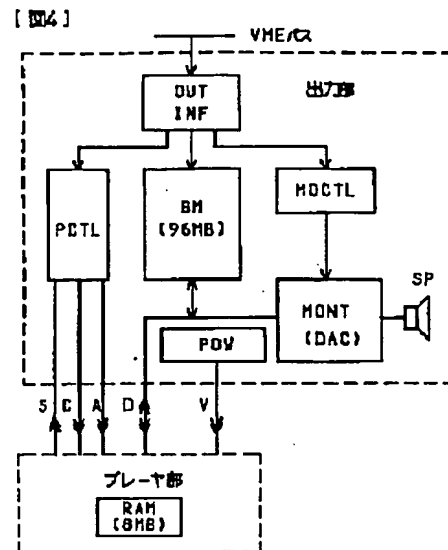 [図4]
VMEバス
OUT
INF
出力部
PCTL
BM
(96MB)
MOCTL
SP
MONT
(DAC)
POW
S C A D V
プレーヤ部
RAM
(8MB)